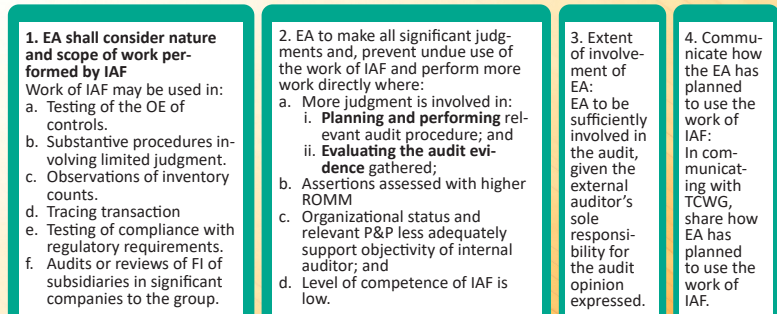 1. EA shall consider nature
and scope of work per-
formed by IAF
Work of IAF may be used in:
a. Testing of the OE of
controls.
b. Substantive procedures in-
volving limited judgment.
c. Observations of inventory
counts.
d. Tracing transaction
e. Testing of compliance with
regulatory requirements.
f. Audits or reviews of FI of
subsidiaries in significant
companies to the group.
2. EA to make all significant judg-
ments and, prevent undue use of
the work of IAF and perform more
work directly where:
a. More judgment is involved in:
i. Planning and performing rel-
evant audit procedure; and
ii. Evaluating the audit evi-
dence gathered;
b. Assertions assessed with higher
ROMM
c. Organizational status and
relevant P&P less adequately
support objectivity of internal
auditor; and
d. Level of competence of IAF is
low.
3. Extent
of involve-
ment of
EA:
EA to be
sufficiently
involved in
the audit,
given the
external
auditor's
sole
responsi-
bility for
the audit
opinion
expressed.
4. Commu-
nicate how
the EA has
planned
to use the
work of
IAF:
In com-
municat-
ing with
TCWG,
share how
EA has
planned
to use the
work of
IAF.